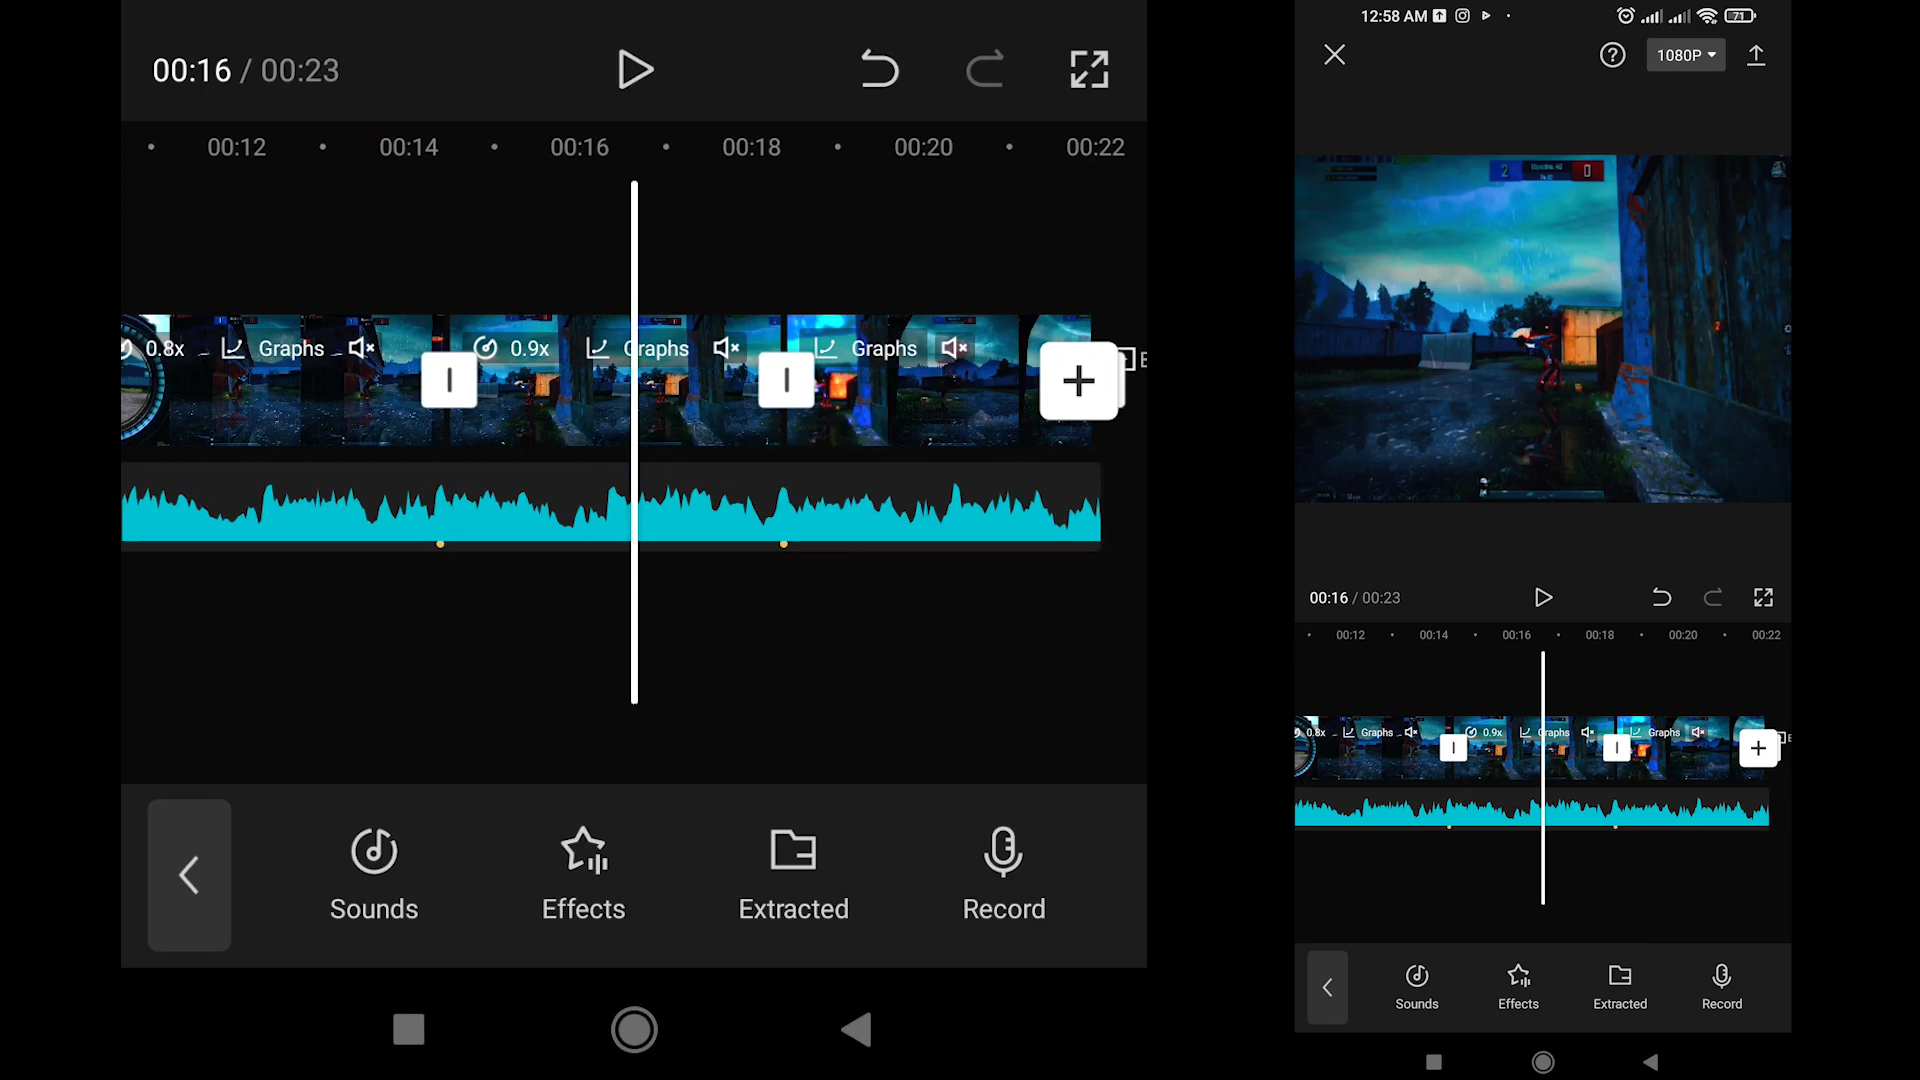 00:16 / 00:23
00:12 00:14 00:16 00:18 00:20 00:22
0.8x Graphs 0.9x Graphs Graphs
Sounds Effects Extracted Record
12:58 AM 71
1080P
2 0
00:16 / 00:23
00:12 00:14 00:16 00:18 00:20 00:22
0.8x Graphs 0.9x Graphs Graphs
Sounds Effects Extracted Record